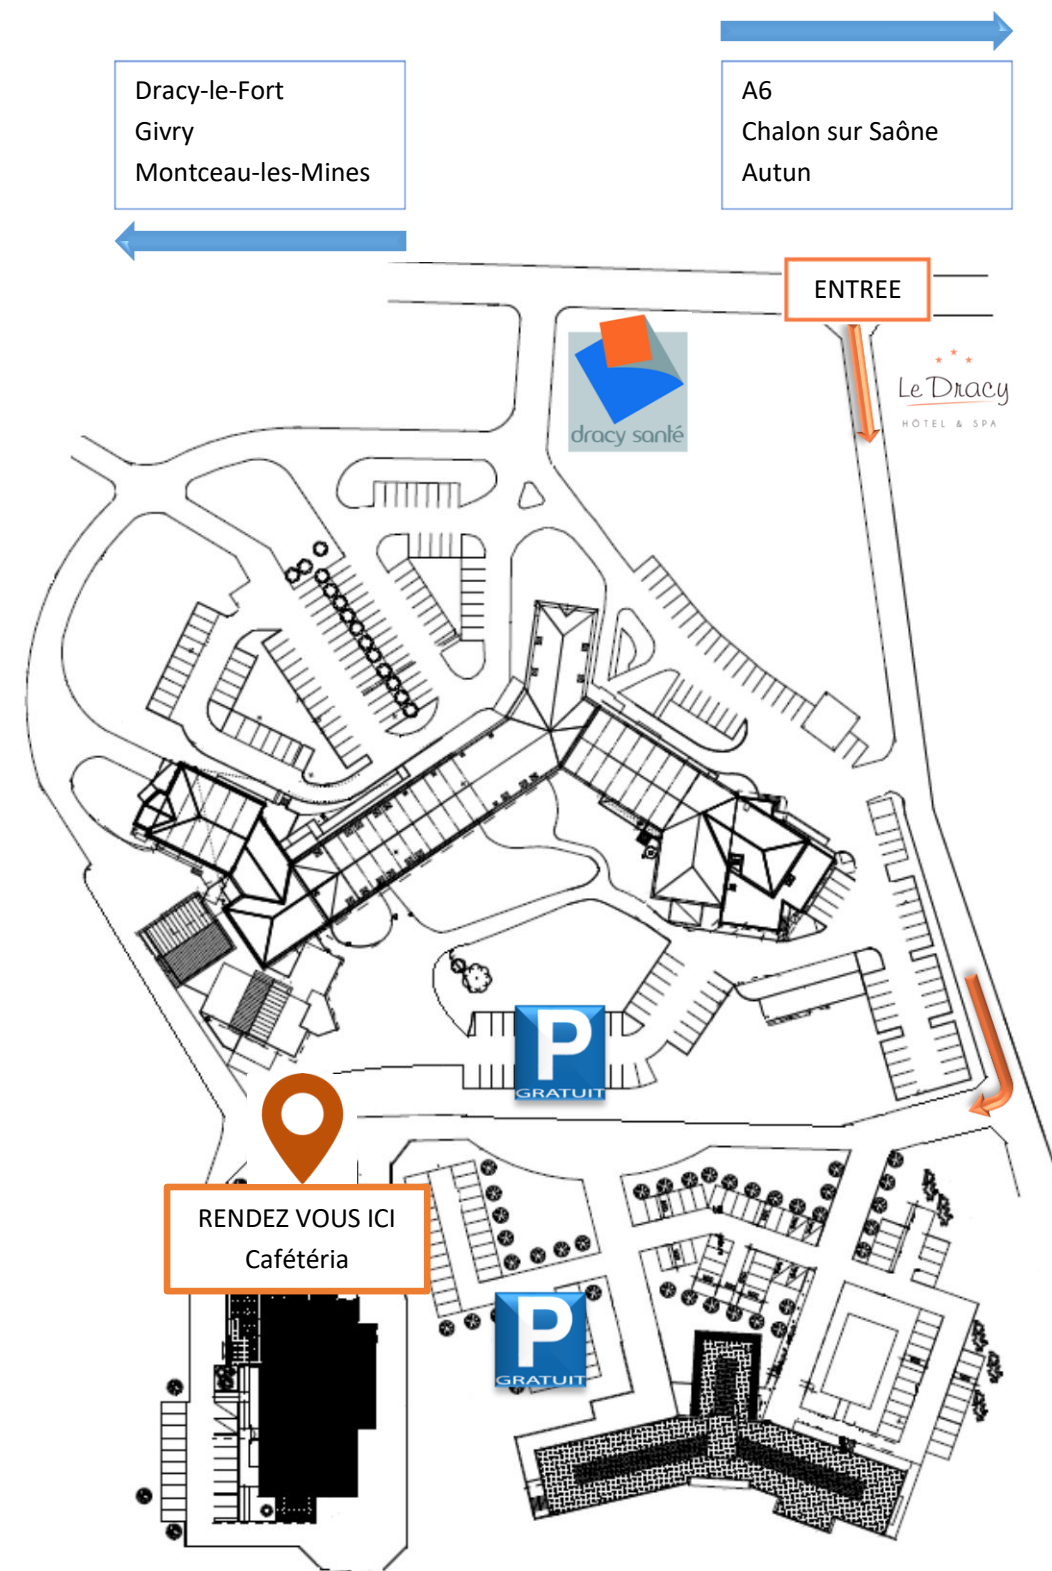 Dracy-le-Fort
Givry
Montceau-les-Mines
A6
Chalon sur Saône
Autun
ENTREE
dracy santé
Le Dracy
HÔTEL & SPA
P
GRATUIT
RENDEZ VOUS ICI
Cafétéria
P
GRATUIT